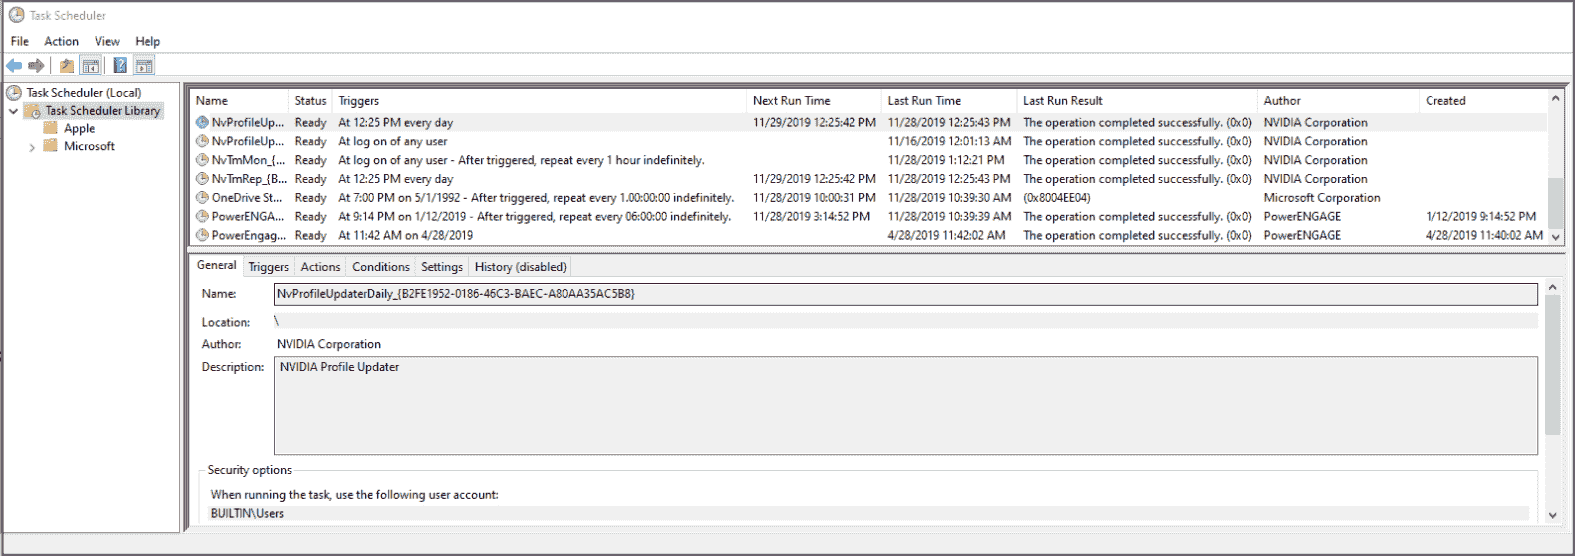 Task Scheduler
File Action View Help
Task Scheduler (Local)
Task Scheduler Library
Apple
Microsoft
Name Status Triggers Next Run Time Last Run Time Last Run Result Author Created
NvProfileUp... Ready At 12:25 PM every day 11/29/2019 12:25:42 PM 11/28/2019 12:25:43 PM The operation completed successfully. (0x0) NVIDIA Corporation
NvProfileUp... Ready At log on of any user 11/16/2019 12:01:13 AM The operation completed successfully. (0x0) NVIDIA Corporation
NvTmMon_{... Ready At log on of any user - After triggered, repeat every 1 hour indefinitely. 11/28/2019 1:12:21 PM The operation completed successfully. (0x0) NVIDIA Corporation
NvTmRep_{B... Ready At 12:25 PM every day 11/29/2019 12:25:42 PM 11/28/2019 12:25:43 PM The operation completed successfully. (0x0) NVIDIA Corporation
OneDrive St... Ready At 7:00 PM on 5/1/1992 - After triggered, repeat every 1.00:00:00 indefinitely. 11/28/2019 10:00:31 PM 11/28/2019 10:39:30 AM (0x8004EE04) Microsoft Corporation
PowerENGA... Ready At 9:14 PM on 1/12/2019 - After triggered, repeat every 06:00:00 indefinitely. 11/28/2019 3:14:52 PM 11/28/2019 10:39:39 AM The operation completed successfully. (0x0) PowerENGAGE 1/12/2019 9:14:52 PM
PowerEngag... Ready At 11:42 AM on 4/28/2019 4/28/2019 11:42:02 AM The operation completed successfully. (0x0) PowerENGAGE 4/28/2019 11:40:02 AM
General Triggers Actions Conditions Settings History (disabled)
Name: NvProfileUpdaterDaily_{B2FE1952-0186-46C3-BAEC-A80AA35AC5B8}
Location: \
Author: NVIDIA Corporation
Description: NVIDIA Profile Updater
Security options
When running the task, use the following user account:
BUILTIN\Users